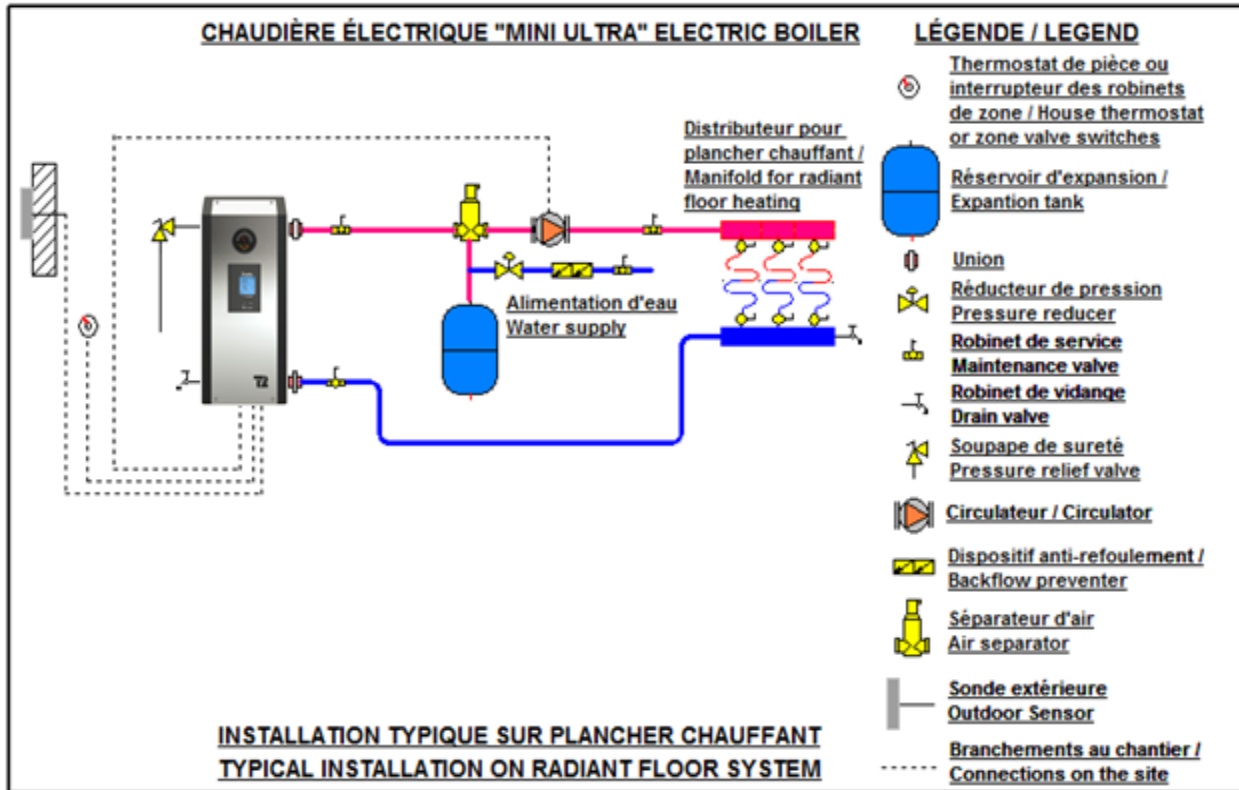 CHAUDIÈRE ÉLECTRIQUE "MINI ULTRA" ELECTRIC BOILER
LÉGENDE / LEGEND
Thermostat de pièce ou
interrupteur des robinets
de zone / House thermostat
or zone valve switches
Distributeur pour
plancher chauffant /
Manifold for radiant
floor heating
Réservoir d'expansion /
Expantion tank
Union
Alimentation d'eau
Water supply
Réducteur de pression
Pressure reducer
Robinet de service
Maintenance valve
Robinet de vidange
Drain valve
Soupape de sureté
Pressure relief valve
Circulateur / Circulator
Dispositif anti-refoulement /
Backflow preventer
Séparateur d'air
Air separator
Sonde extérieure
Outdoor Sensor
Branchements au chantier /
Connections on the site
INSTALLATION TYPIQUE SUR PLANCHER CHAUFFANT
TYPICAL INSTALLATION ON RADIANT FLOOR SYSTEM